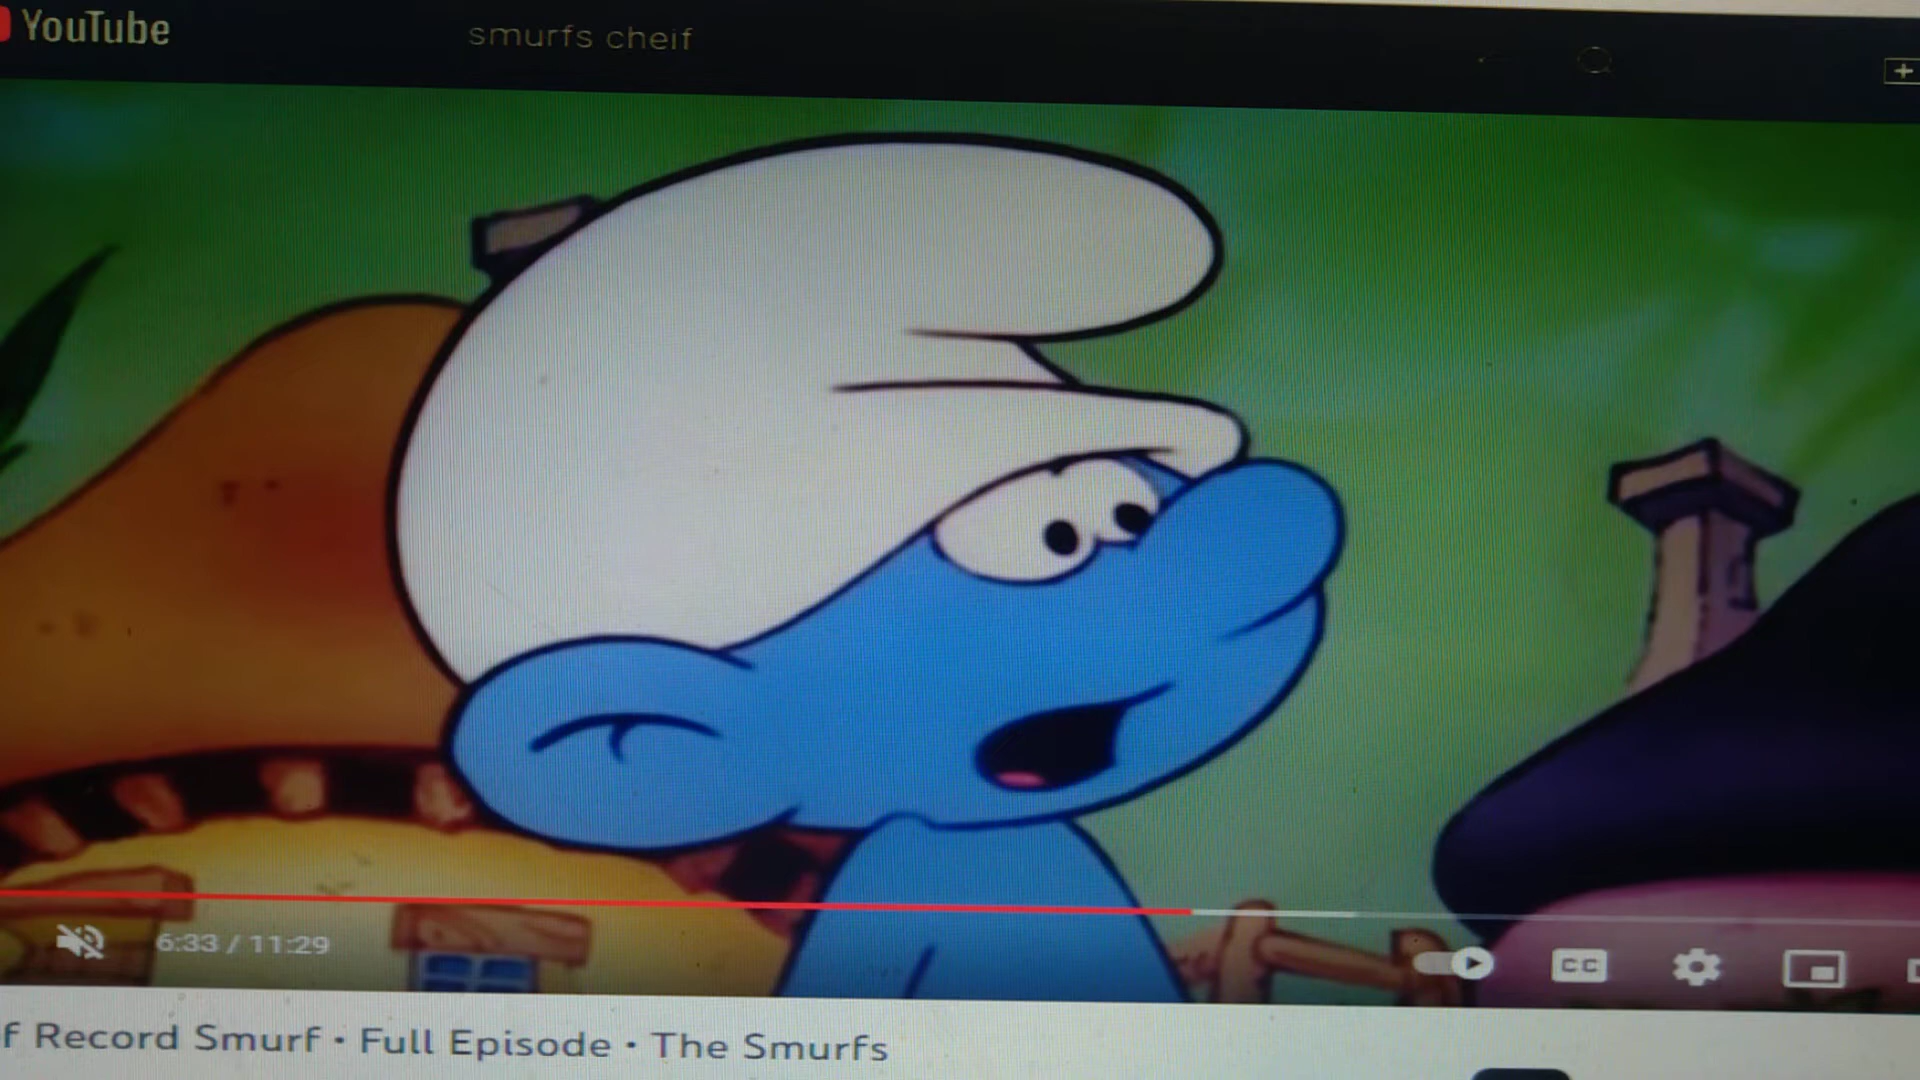 YouTube
smurfs cheif
6:33 / 11:29
CC
f Record Smurf • Full Episode • The Smurfs